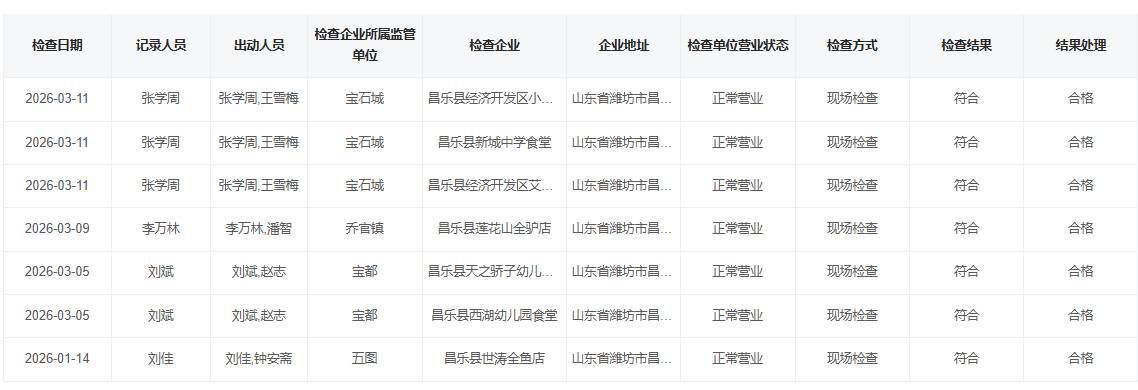 检查日期 记录人员 出动人员 检查企业所属监管单位 检查企业 企业地址 检查单位营业状态 检查方式 检查结果 结果处理
2026-03-11 张学周 张学周,王雪梅 宝石城 昌乐县经济开发区小... 山东省潍坊市昌... 正常营业 现场检查 符合 合格
2026-03-11 张学周 张学周,王雪梅 宝石城 昌乐县新城中学食堂 山东省潍坊市昌... 正常营业 现场检查 符合 合格
2026-03-11 张学周 张学周,王雪梅 宝石城 昌乐县经济开发区艾... 山东省潍坊市昌... 正常营业 现场检查 符合 合格
2026-03-09 李万林 李万林,潘智 乔官镇 昌乐县莲花山全驴店 山东省潍坊市昌... 正常营业 现场检查 符合 合格
2026-03-05 刘斌 刘斌,赵志 宝都 昌乐县天之骄子幼儿... 山东省潍坊市昌... 正常营业 现场检查 符合 合格
2026-03-05 刘斌 刘斌,赵志 宝都 昌乐县西湖幼儿园食堂 山东省潍坊市昌... 正常营业 现场检查 符合 合格
2026-01-14 刘佳 刘佳,钟安斋 五图 昌乐县世涛全鱼店 山东省潍坊市昌... 正常营业 现场检查 符合 合格